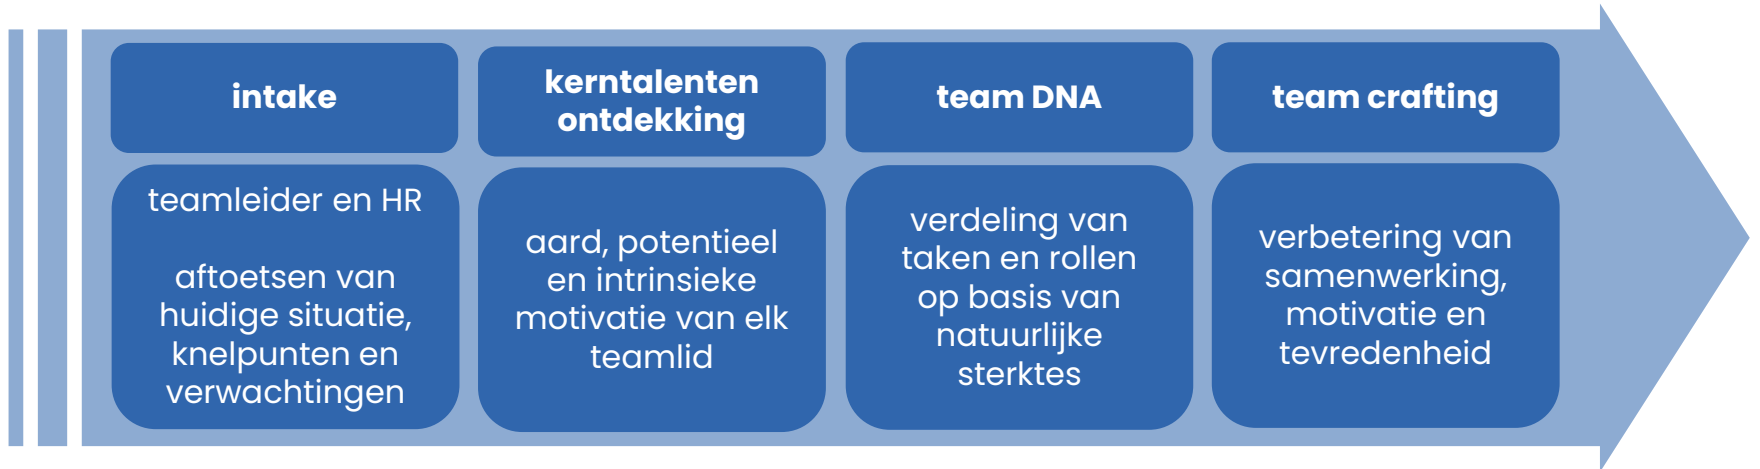 intake
teamleider en HR
aftoetsen van
huidige situatie,
knelpunten en
verwachtingen
kerntalenten
ontdekking
aard, potentieel
en intrinsieke
motivatie van elk
teamlid
team DNA
verdeling van
taken en rollen
op basis van
natuurlijke
sterktes
team crafting
verbetering van
samenwerking,
motivatie en
tevredenheid